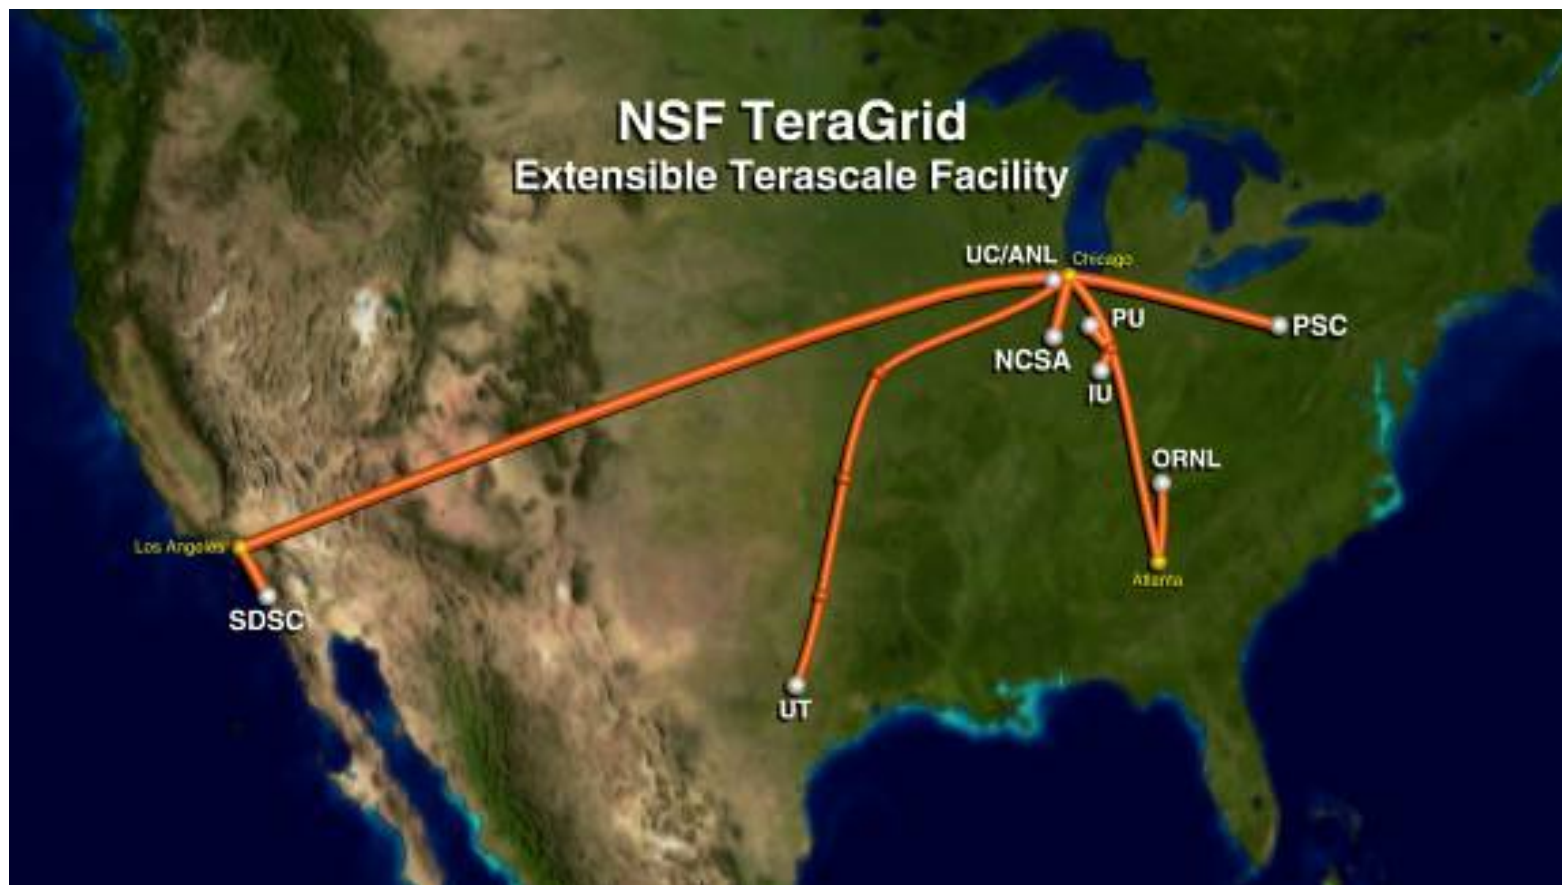 NSF TeraGrid
Extensible Terascale Facility
UC/ANL
Chicago
PU
PSC
NCSA
IU
ORNL
Los Angeles
Atlanta
SDSC
UT